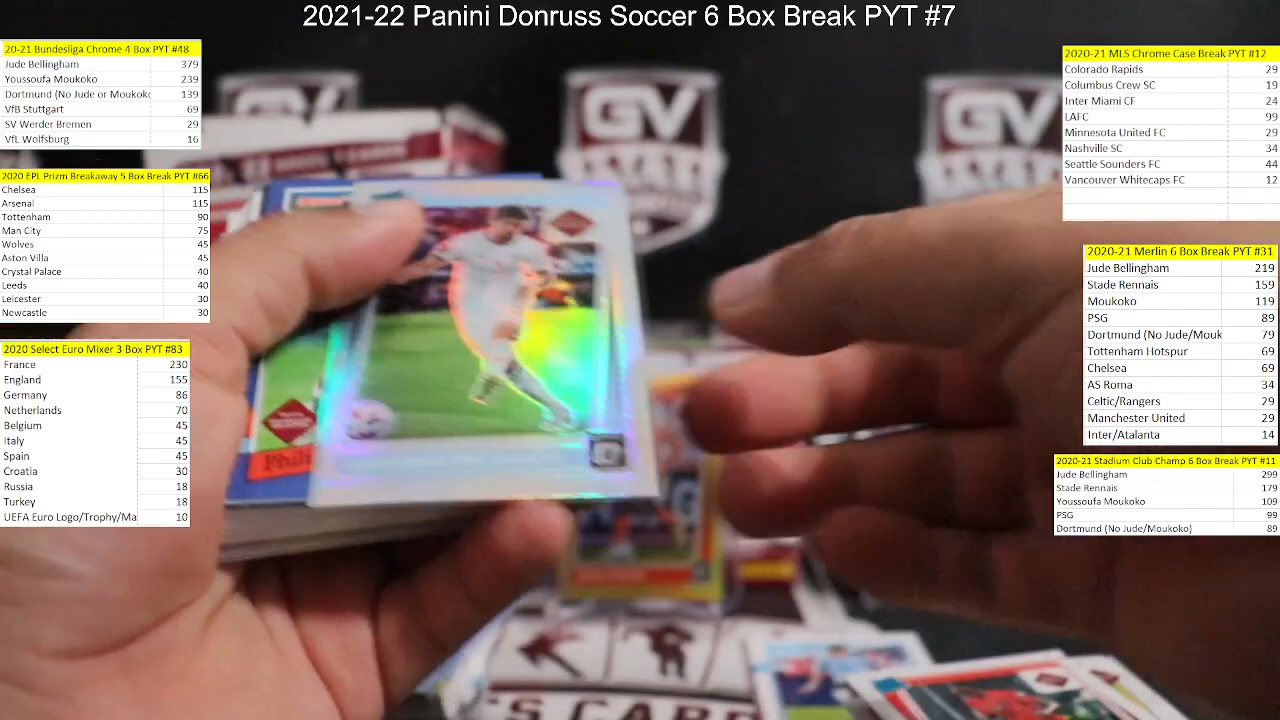 2021-22 Panini Donruss Soccer 6 Box Break PYT #7
20-21 Bundesliga Chrome 4 Box PYT #48
Jude Bellingham 379
Youssoufa Moukoko 239
Dortmund (No Jude or Moukoko 139
VfB Stuttgart 69
SV Werder Bremen 29
VfL Wolfsburg 16
2020 EPL Prizm Breakaway 5 Box Break PYT #66
Chelsea 115
Arsenal 115
Tottenham 90
Man City 75
Wolves 45
Aston Villa 45
Crystal Palace 40
Leeds 40
Leicester 30
Newcastle 30
2020 Select Euro Mixer 3 Box PYT #83
France 230
England 155
Germany 86
Netherlands 70
Belgium 45
Italy 45
Spain 45
Croatia 30
Russia 18
Turkey 18
UEFA Euro Logo/Trophy/Ma 10
2020-21 MLS Chrome Case Break PYT #12
Colorado Rapids 29
Columbus Crew SC 19
Inter Miami CF 24
LAFC 99
Minnesota United FC 29
Nashville SC 34
Seattle Sounders FC 44
Vancouver Whitecaps FC 12
2020-21 Merlin 6 Box Break PYT #31
Jude Bellingham 219
Stade Rennais 159
Moukoko 119
PSG 89
Dortmund (No Jude/Mouk 79
Tottenham Hotspur 69
Chelsea 69
AS Roma 34
Celtic/Rangers 29
Manchester United 29
Inter/Atalanta 14
2020-21 Stadium Club Champ 6 Box Break PYT #11
Jude Bellingham 299
Stade Rennais 179
Youssoufa Moukoko 109
PSG 99
Dortmund (No Jude/Moukoko) 89
GV
Phili
'S CARD